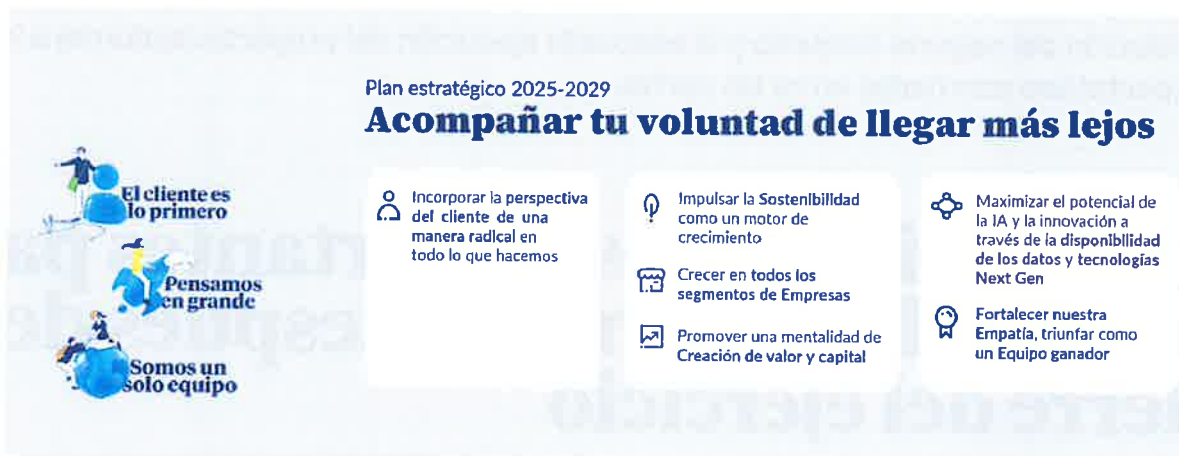 Plan estratégico 2025-2029
Acompañar tu voluntad de llegar más lejos
El cliente es
lo primero
Pensamos
en grande
Somos un
solo equipo
Incorporar la perspectiva
del cliente de una
manera radical en
todo lo que hacemos
Impulsar la Sostenibilidad
como un motor de
crecimiento
Crecer en todos los
segmentos de Empresas
Promover una mentalidad de
Creación de valor y capital
Maximizar el potencial de
la IA y la innovación a
través de la disponibilidad
de los datos y tecnologías
Next Gen
Fortalecer nuestra
Empatía, triunfar como
un Equipo ganador